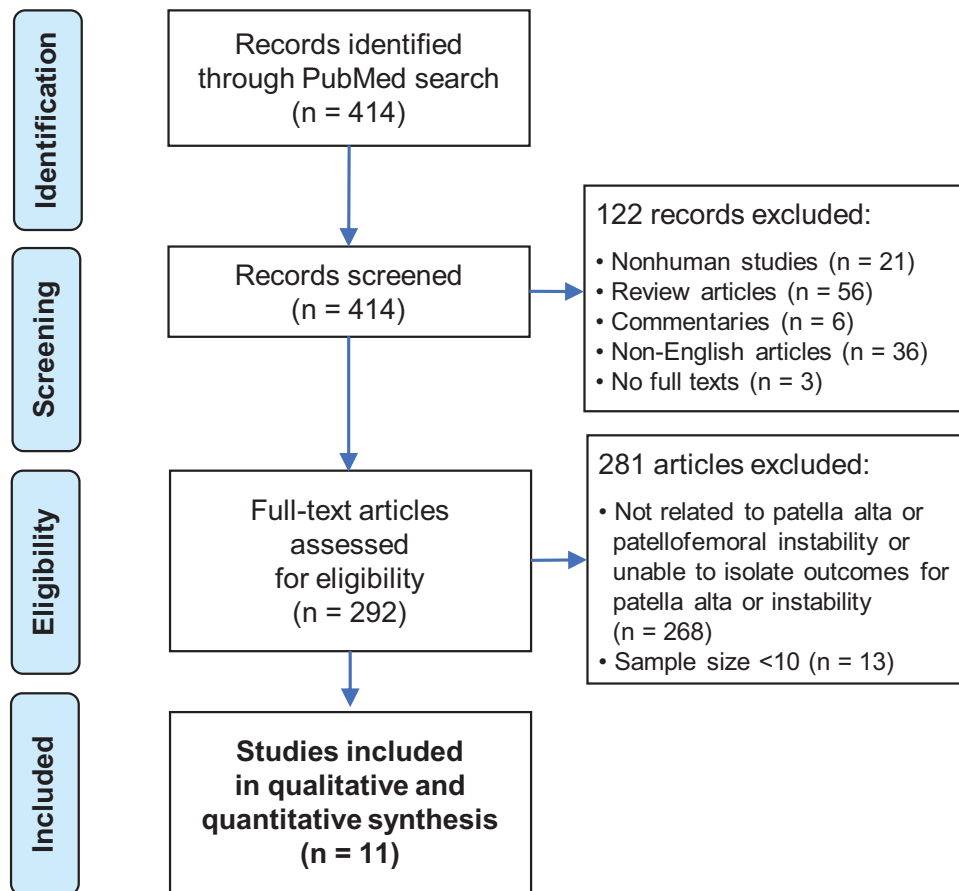 Identification
Records identified
through PubMed search
(n = 414)
Screening
Records screened
(n = 414)
122 records excluded:
• Nonhuman studies (n = 21)
• Review articles (n = 56)
• Commentaries (n = 6)
• Non-English articles (n = 36)
• No full texts (n = 3)
Eligibility
Full-text articles
assessed
for eligibility
(n = 292)
281 articles excluded:
• Not related to patella alta or
patellofemoral instability or
unable to isolate outcomes for
patella alta or instability
(n = 268)
• Sample size <10 (n = 13)
Included
Studies included
in qualitative and
quantitative synthesis
(n = 11)